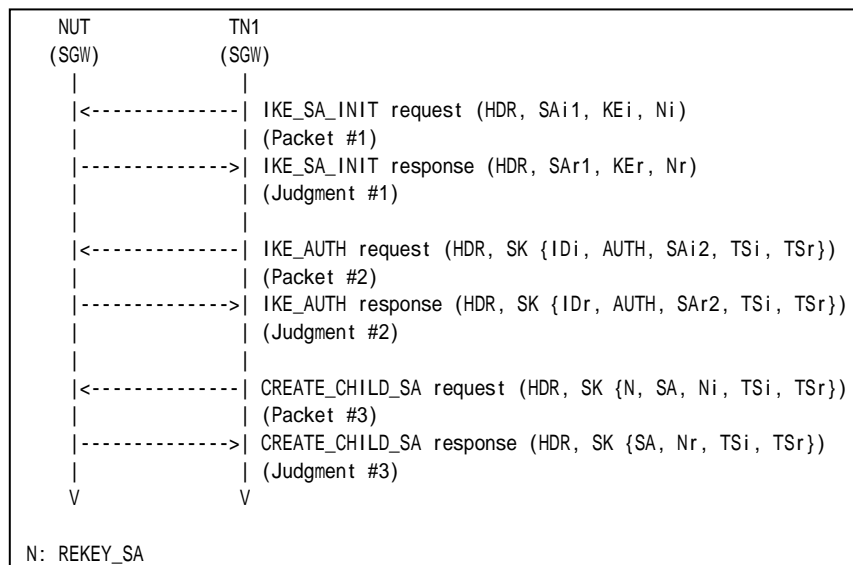 NUT TN1
(SGW) (SGW)
| |
|<--------------| IKE_SA_INIT request (HDR, SAi1, KEi, Ni)
| | (Packet #1)
|-------------->| IKE_SA_INIT response (HDR, SAr1, KEr, Nr)
| | (Judgment #1)
| |
|<--------------| IKE_AUTH request (HDR, SK {IDi, AUTH, SAi2, TSi, TSr})
| | (Packet #2)
|-------------->| IKE_AUTH response (HDR, SK {IDr, AUTH, SAr2, TSi, TSr})
| | (Judgment #2)
| |
|<--------------| CREATE_CHILD_SA request (HDR, SK {N, SA, Ni, TSi, TSr})
| | (Packet #3)
|-------------->| CREATE_CHILD_SA response (HDR, SK {SA, Nr, TSi, TSr})
| | (Judgment #3)
V V
N: REKEY_SA